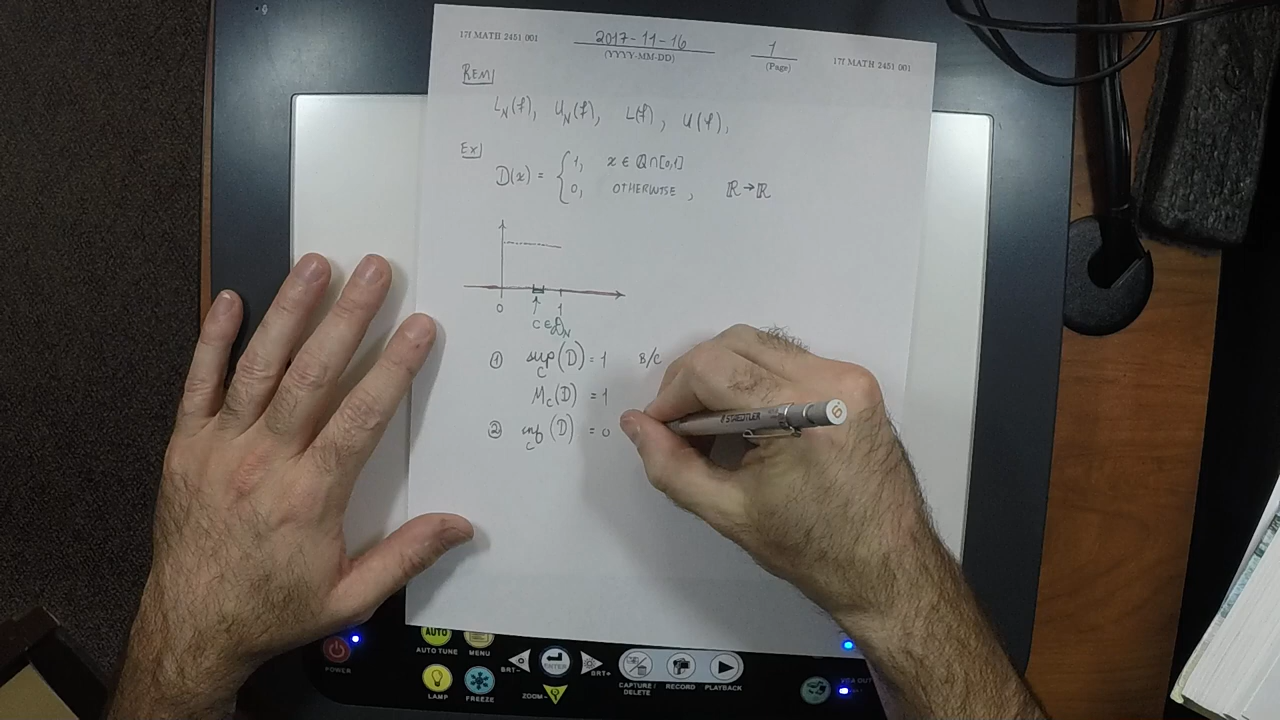 17f MATH 2451 001
2017-11-16
(YYYY-MM-DD)
1
(Page)
17f MATH 2451 001
REM
L_N(f), U_N(f), L(f), U(f),
EX
D(x) = { 1, x ∈ ℚ∩[0,1]
0, OTHERWISE, ℝ→ℝ
0 1
C ∈ 𝒟_N
① sup_C (D) = 1 B/C
M_C(D) = 1
② inf_C (D) = 0
STAEDTLER
POWER
AUTO
AUTO TUNE
MENU
LAMP
FREEZE
BRT-
ENTER
BRT+
ZOOM-
CAPTURE/
DELETE
RECORD
PLAYBACK